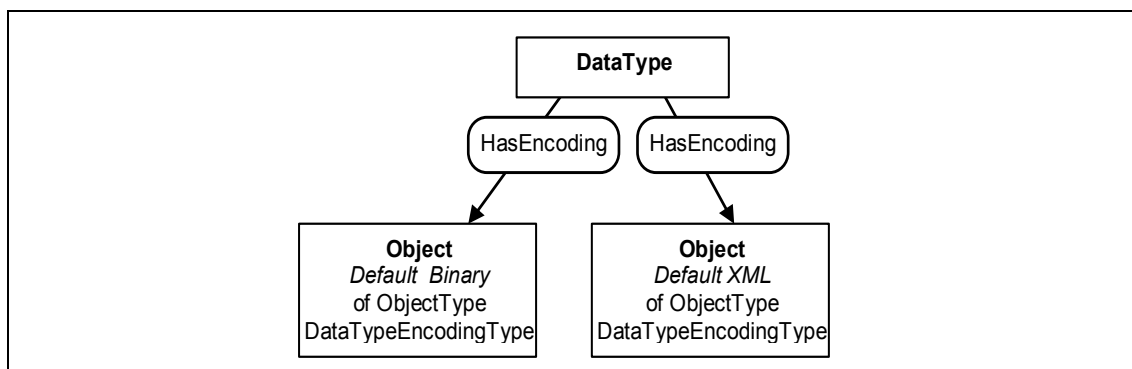 DataType
HasEncoding
HasEncoding
Object
Default Binary
of ObjectType
DataTypeEncodingType
Object
Default XML
of ObjectType
DataTypeEncodingType